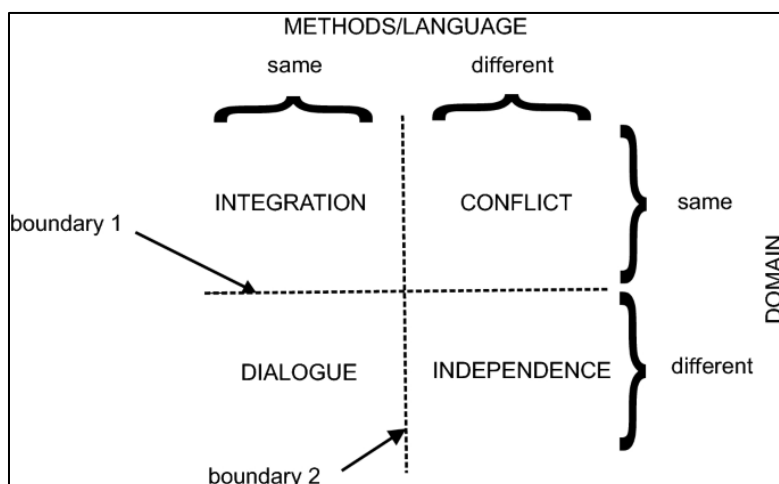 METHODS/LANGUAGE
same different
INTEGRATION CONFLICT same
boundary 1
DOMAIN
DIALOGUE INDEPENDENCE different
boundary 2